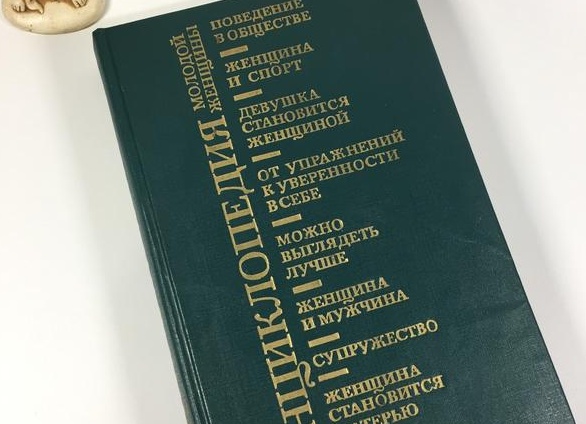 МОЛОДОЙ
ЖЕНЩИНЫ
ПОВЕДЕНИЕ
В ОБЩЕСТВЕ
ЖЕНЩИНА
И СПОРТ
ДЕВУШКА
СТАНОВИТСЯ
ЖЕНЩИНОЙ
ОТ УПРАЖНЕНИЙ
К УВЕРЕННОСТИ
В СЕБЕ
МОЖНО
ВЫГЛЯДЕТЬ
ЛУЧШЕ
ЖЕНЩИНА
И МУЖЧИНА
СУПРУЖЕСТВО
ЖЕНЩИНА
СТАНОВИТСЯ